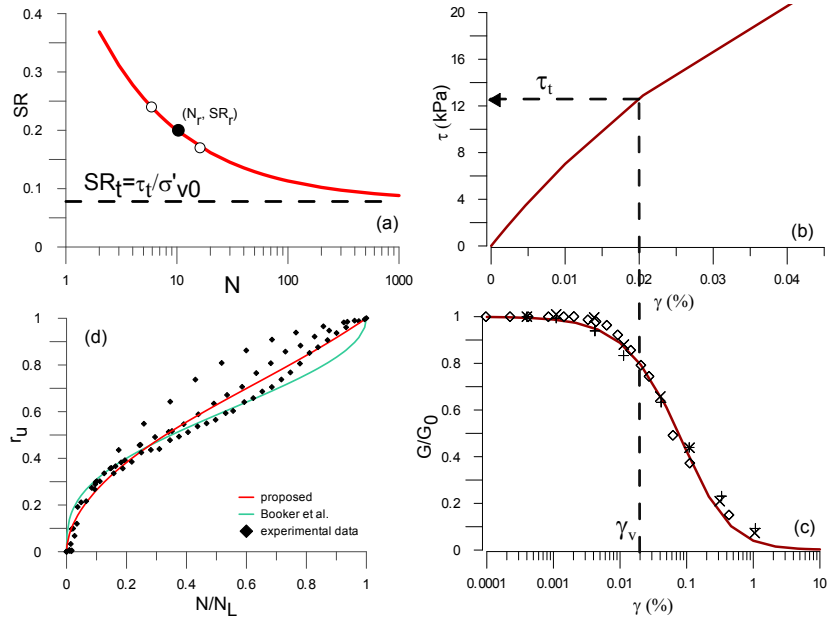 0.4
0.3
0.2
0.1
0
SR
(Nr, SRr)
SRt=τt/σ'v0
(a)
1
10
100
1000
N
20
16
12
8
4
0
τ (kPa)
τt
(b)
0
0.01
0.02
0.03
0.04
γ (%)
(d)
1
0.8
0.6
0.4
0.2
0
ru
proposed
Booker et al.
experimental data
0
0.2
0.4
0.6
0.8
1
N/NL
1
0.8
0.6
0.4
0.2
0
G/G0
γv
(c)
0.0001
0.001
0.01
0.1
1
10
γ (%)